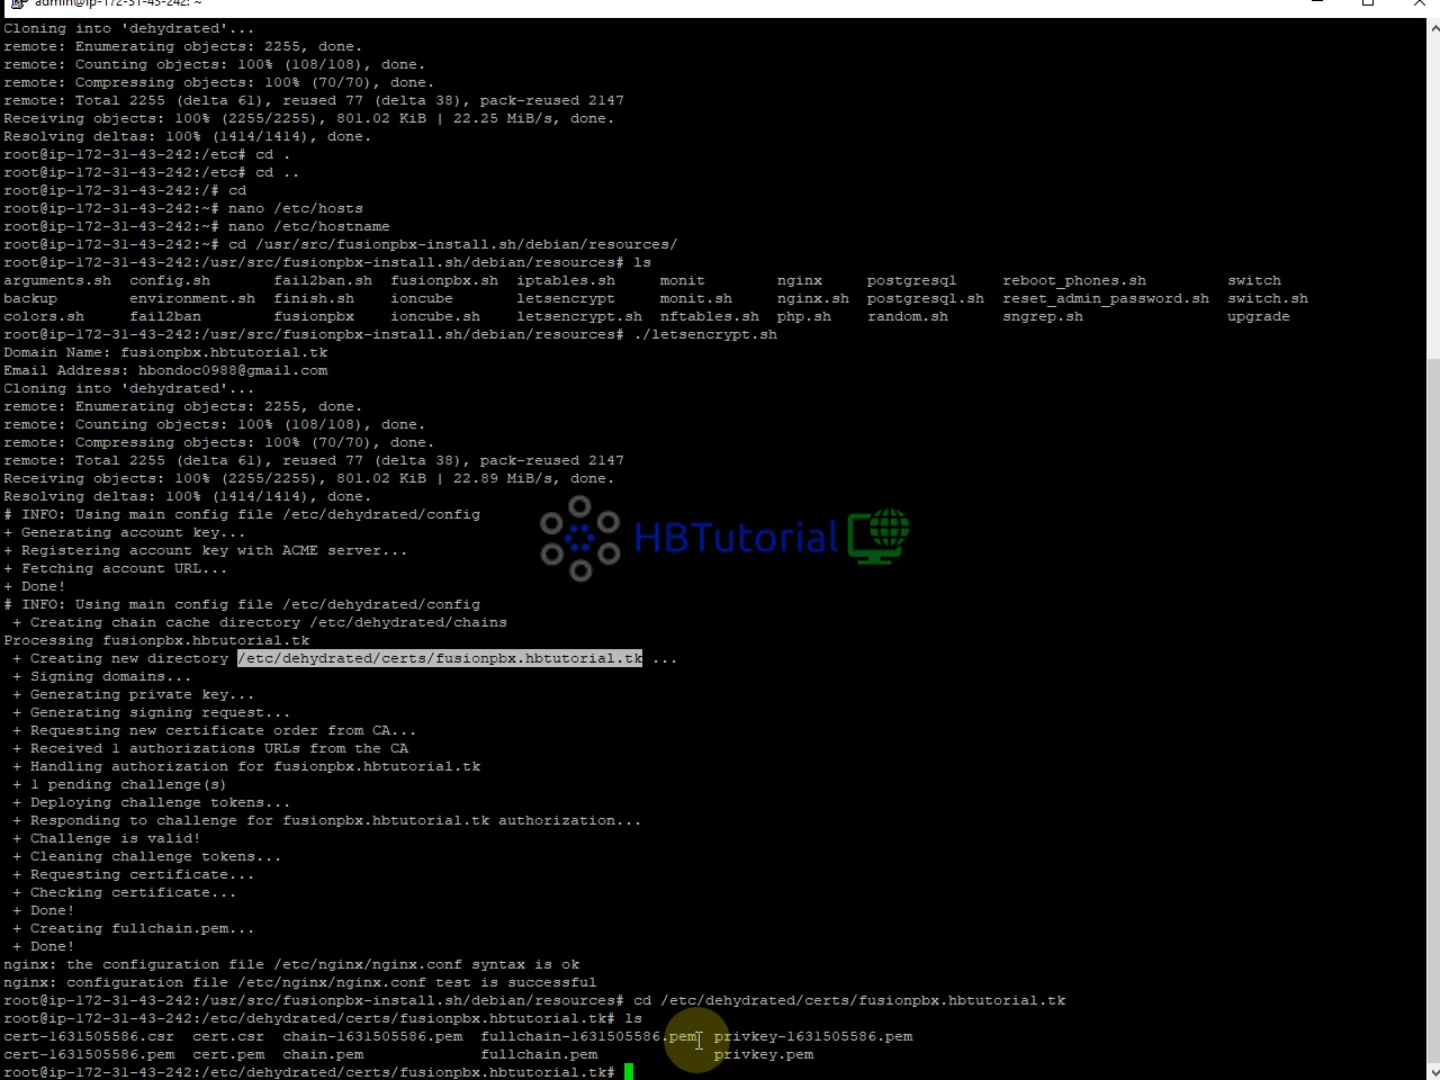 admin@ip-172-31-43-242: ~
Cloning into 'dehydrated'...
remote: Enumerating objects: 2255, done.
remote: Counting objects: 100% (108/108), done.
remote: Compressing objects: 100% (70/70), done.
remote: Total 2255 (delta 61), reused 77 (delta 38), pack-reused 2147
Receiving objects: 100% (2255/2255), 801.02 KiB | 22.25 MiB/s, done.
Resolving deltas: 100% (1414/1414), done.
root@ip-172-31-43-242:/etc# cd .
root@ip-172-31-43-242:/etc# cd ..
root@ip-172-31-43-242:/# cd
root@ip-172-31-43-242:~# nano /etc/hosts
root@ip-172-31-43-242:~# nano /etc/hostname
root@ip-172-31-43-242:~# cd /usr/src/fusionpbx-install.sh/debian/resources/
root@ip-172-31-43-242:/usr/src/fusionpbx-install.sh/debian/resources# ls
arguments.sh config.sh fail2ban.sh fusionpbx.sh iptables.sh monit nginx postgresql reboot_phones.sh switch
backup environment.sh finish.sh ioncube letsencrypt monit.sh nginx.sh postgresql.sh reset_admin_password.sh switch.sh
colors.sh fail2ban fusionpbx ioncube.sh letsencrypt.sh nftables.sh php.sh random.sh sngrep.sh upgrade
root@ip-172-31-43-242:/usr/src/fusionpbx-install.sh/debian/resources# ./letsencrypt.sh
Domain Name: fusionpbx.hbtutorial.tk
Email Address: hbondoc0988@gmail.com
Cloning into 'dehydrated'...
remote: Enumerating objects: 2255, done.
remote: Counting objects: 100% (108/108), done.
remote: Compressing objects: 100% (70/70), done.
remote: Total 2255 (delta 61), reused 77 (delta 38), pack-reused 2147
Receiving objects: 100% (2255/2255), 801.02 KiB | 22.89 MiB/s, done.
Resolving deltas: 100% (1414/1414), done.
# INFO: Using main config file /etc/dehydrated/config
+ Generating account key...
+ Registering account key with ACME server...
+ Fetching account URL...
+ Done!
# INFO: Using main config file /etc/dehydrated/config
+ Creating chain cache directory /etc/dehydrated/chains
Processing fusionpbx.hbtutorial.tk
+ Creating new directory /etc/dehydrated/certs/fusionpbx.hbtutorial.tk ...
+ Signing domains...
+ Generating private key...
+ Generating signing request...
+ Requesting new certificate order from CA...
+ Received 1 authorizations URLs from the CA
+ Handling authorization for fusionpbx.hbtutorial.tk
+ 1 pending challenge(s)
+ Deploying challenge tokens...
+ Responding to challenge for fusionpbx.hbtutorial.tk authorization...
+ Challenge is valid!
+ Cleaning challenge tokens...
+ Requesting certificate...
+ Checking certificate...
+ Done!
+ Creating fullchain.pem...
+ Done!
nginx: the configuration file /etc/nginx/nginx.conf syntax is ok
nginx: configuration file /etc/nginx/nginx.conf test is successful
root@ip-172-31-43-242:/usr/src/fusionpbx-install.sh/debian/resources# cd /etc/dehydrated/certs/fusionpbx.hbtutorial.tk
root@ip-172-31-43-242:/etc/dehydrated/certs/fusionpbx.hbtutorial.tk# ls
cert-1631505586.csr cert.csr chain-1631505586.pem fullchain-1631505586.pem privkey-1631505586.pem
cert-1631505586.pem cert.pem chain.pem fullchain.pem privkey.pem
root@ip-172-31-43-242:/etc/dehydrated/certs/fusionpbx.hbtutorial.tk#
HBTutorial